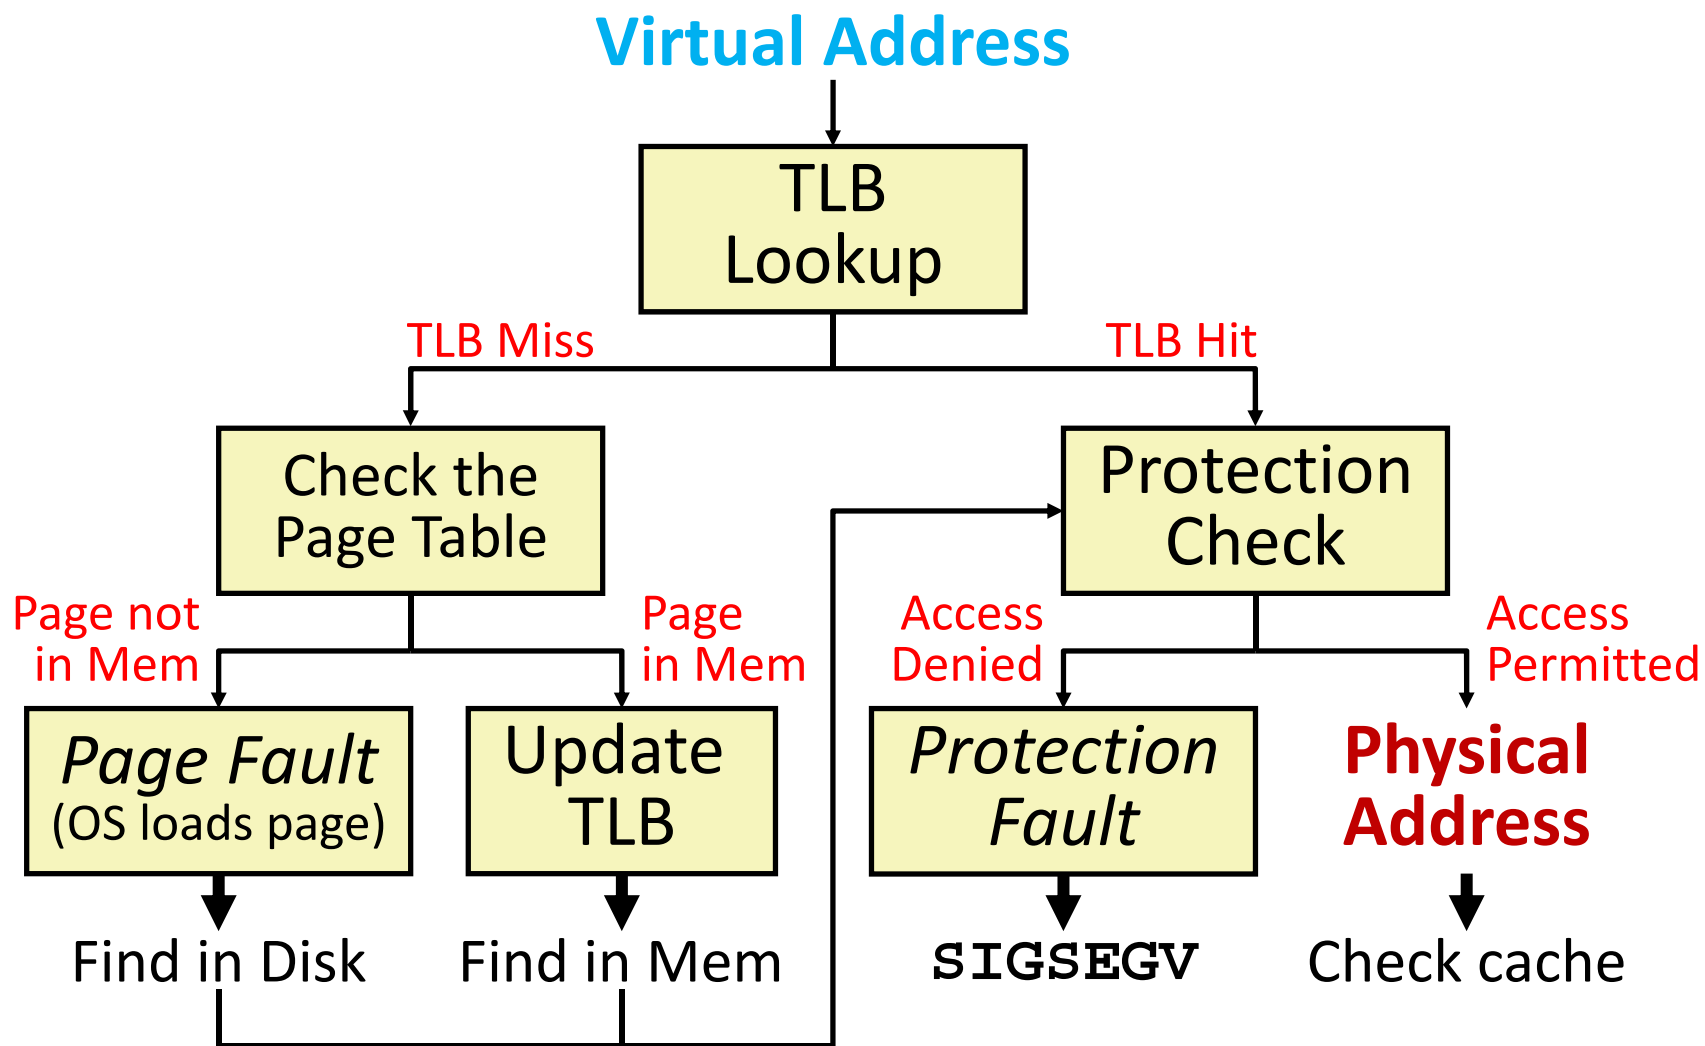 Virtual Address
TLB
Lookup
TLB Miss
TLB Hit
Check the
Page Table
Protection
Check
Page not
in Mem
Page
in Mem
Access
Denied
Access
Permitted
Page Fault
(OS loads page)
Update
TLB
Protection
Fault
Physical
Address
Find in Disk
Find in Mem
SIGSEGV
Check cache